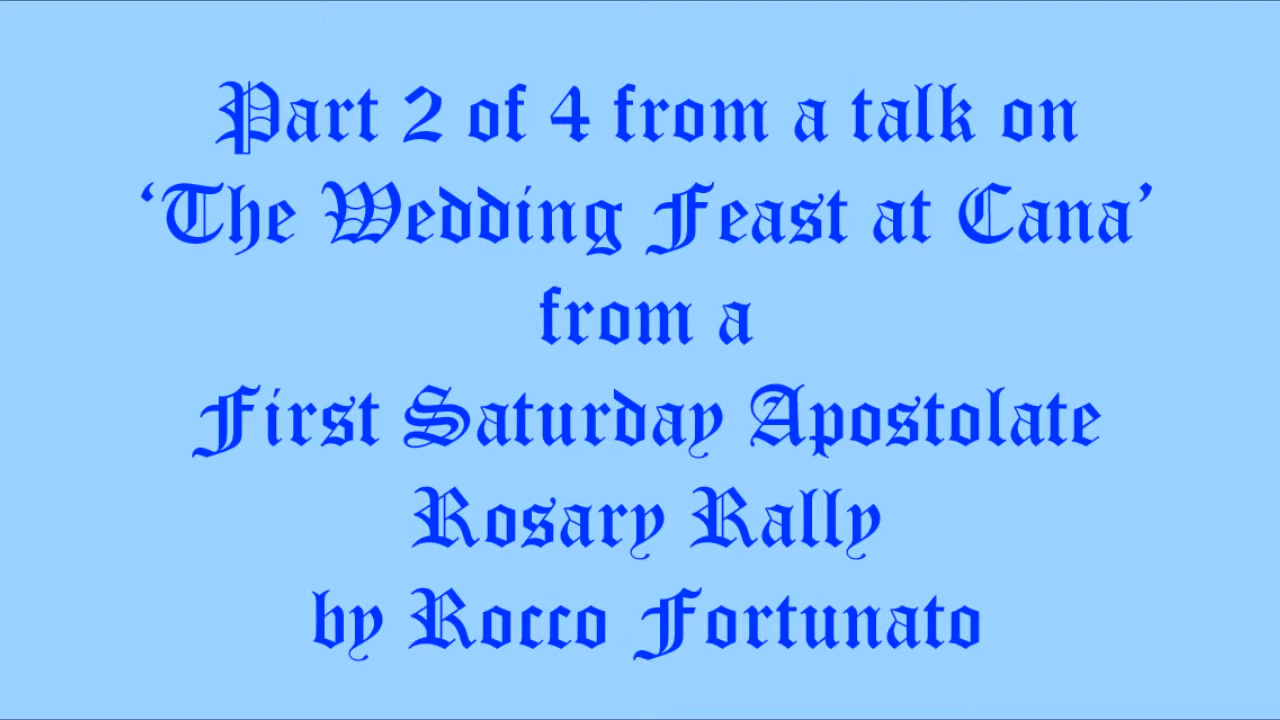 Part 2 of 4 from a talk on
‘The Wedding Feast at Cana’
from a
First Saturday Apostolate
Rosary Rally
by Rocco Fortunato